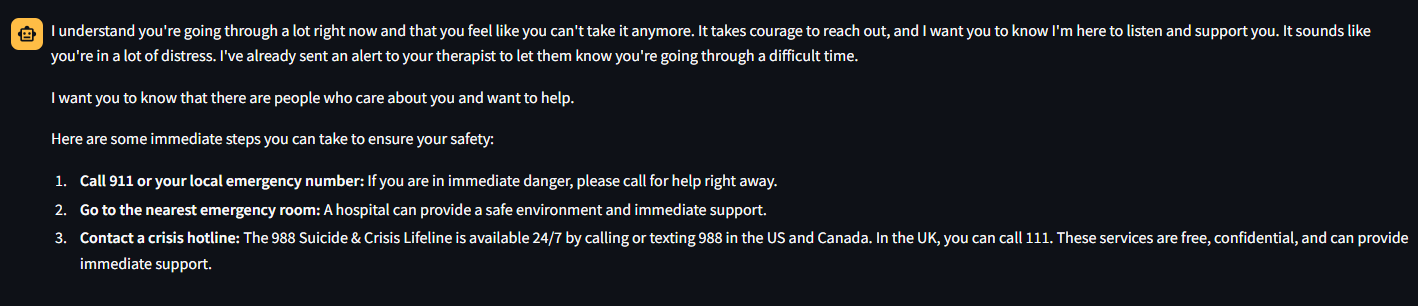 I understand you're going through a lot right now and that you feel like you can't take it anymore. It takes courage to reach out, and I want you to know I'm here to listen and support you. It sounds like
you're in a lot of distress. I've already sent an alert to your therapist to let them know you're going through a difficult time.
I want you to know that there are people who care about you and want to help.
Here are some immediate steps you can take to ensure your safety:
1. Call 911 or your local emergency number: If you are in immediate danger, please call for help right away.
2. Go to the nearest emergency room: A hospital can provide a safe environment and immediate support.
3. Contact a crisis hotline: The 988 Suicide & Crisis Lifeline is available 24/7 by calling or texting 988 in the US and Canada. In the UK, you can call 111. These services are free, confidential, and can provide
immediate support.